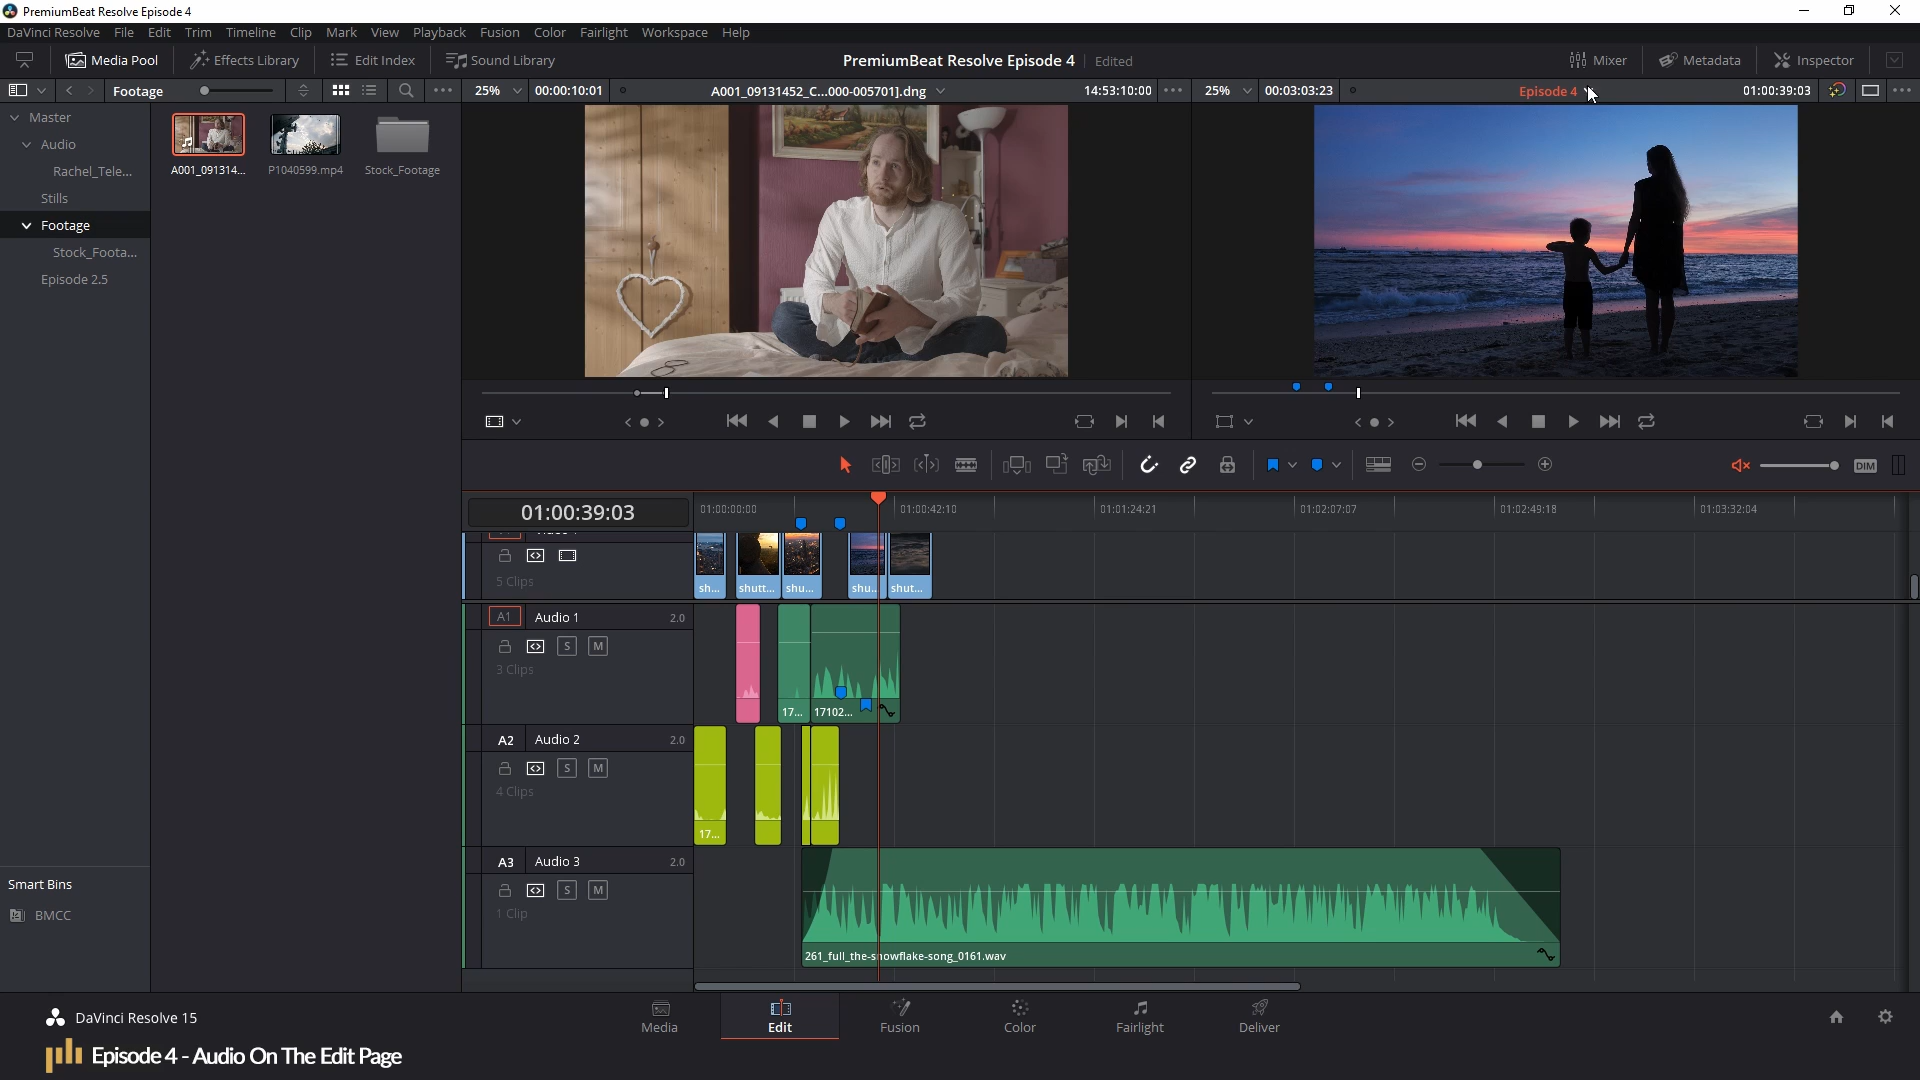 PremiumBeat Resolve Episode 4
DaVinci Resolve File Edit Trim Timeline Clip Mark View Playback Fusion Color Fairlight Workspace Help
Media Pool Effects Library Edit Index Sound Library PremiumBeat Resolve Episode 4 Edited Mixer Metadata Inspector
Footage 25% 00:00:10:01 A001_09131452_C...000-005701].dng 14:53:10:00 25% 00:03:03:23 Episode 4 01:00:39:03
Master
Audio
Rachel_Tele...
Stills
Footage
Stock_Foota...
Episode 2.5
A001_091314... P1040599.mp4 Stock_Footage
DIM
01:00:39:03 01:00:00:00 01:00:42:10 01:01:24:21 01:02:07:07 01:02:49:18 01:03:32:04
5 Clips sh... shutt... shu... shu... shut...
A1 Audio 1 2.0
S M
3 Clips
17... 17102...
A2 Audio 2 2.0
S M
4 Clips
17...
A3 Audio 3 2.0
S M
1 Clip
261_full_the-snowflake-song_0161.wav
Smart Bins
BMCC
DaVinci Resolve 15
Media Edit Fusion Color Fairlight Deliver
Episode 4 - Audio On The Edit Page